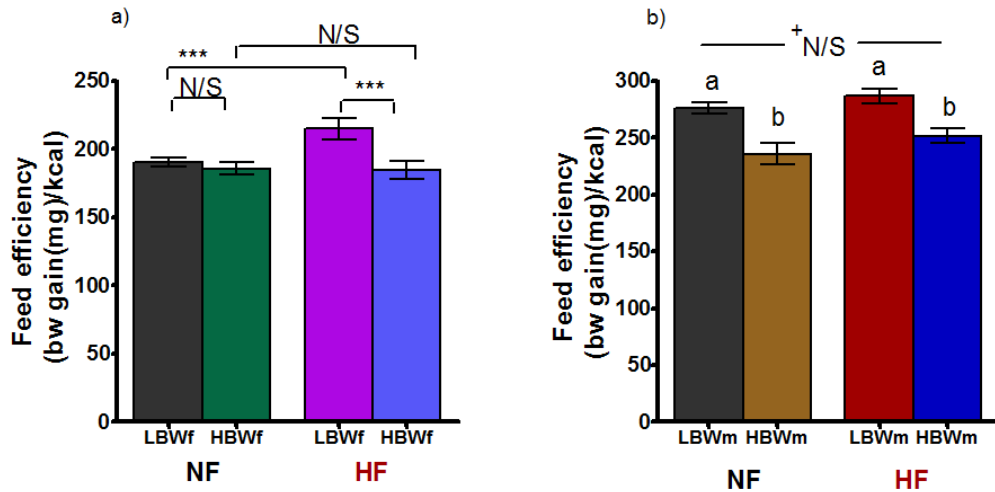 a)
N/S
***
N/S
***
250
200
150
100
50
0
Feed efficiency
(bw gain(mg)/kcal)
LBWf HBWf LBWf HBWf
NF HF
b)
+N/S
a b a b
300
250
200
150
100
50
0
Feed efficiency
(bw gain(mg)/kcal)
LBWm HBWm LBWm HBWm
NF HF